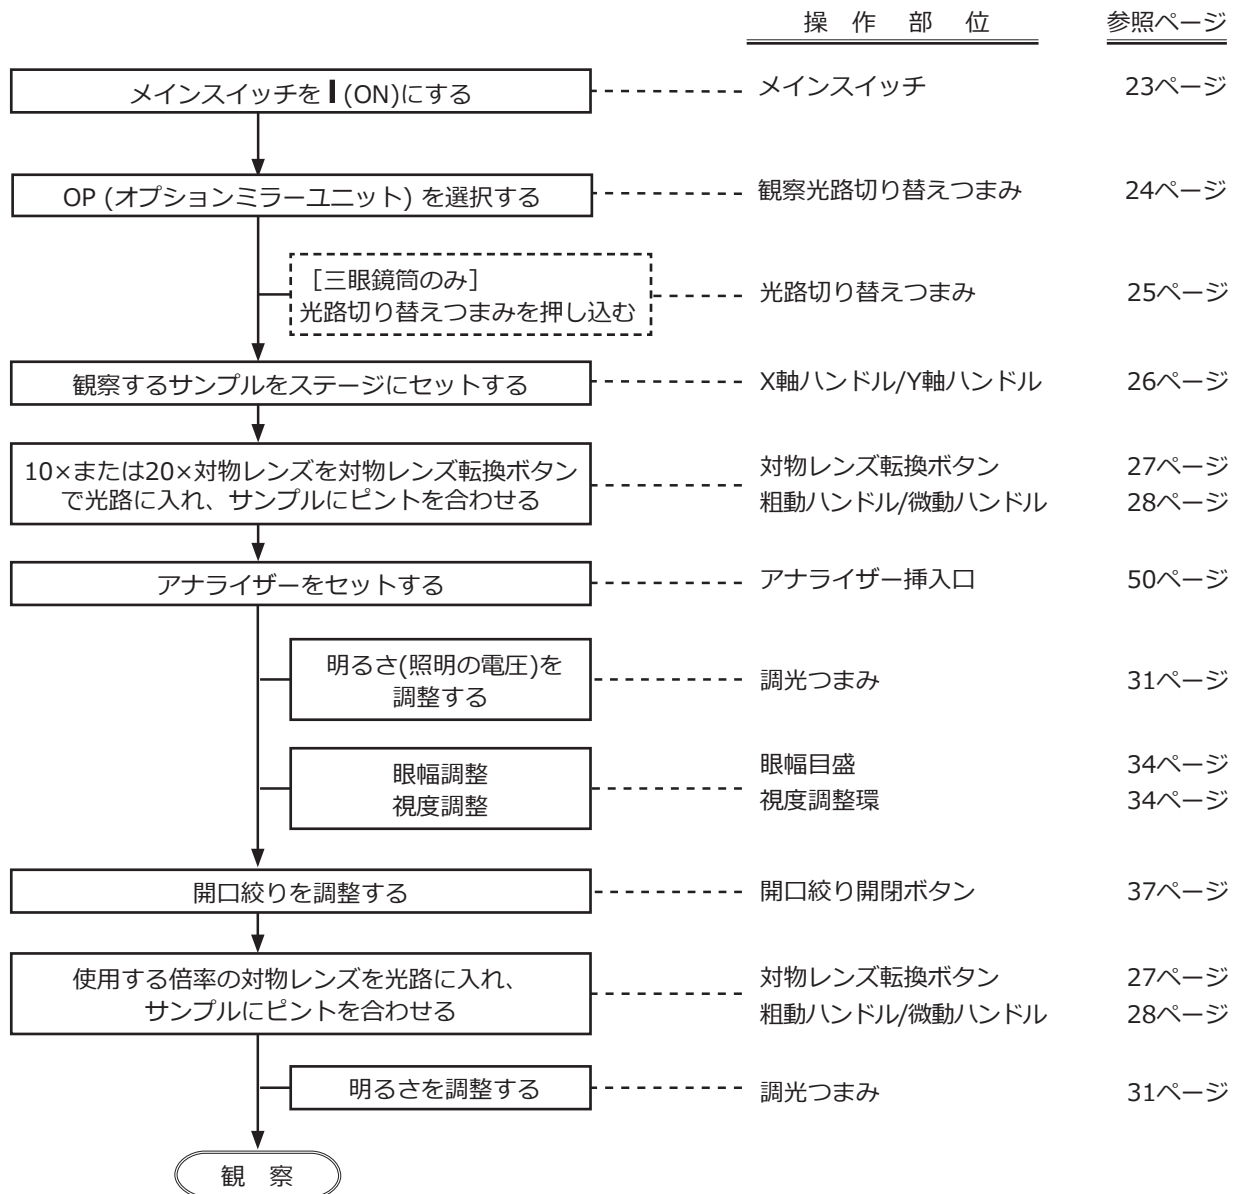 操 作 部 位 参照ページ
メインスイッチを I (ON)にする メインスイッチ 23ページ
OP (オプションミラーユニット) を選択する 観察光路切り替えつまみ 24ページ
［三眼鏡筒のみ］
光路切り替えつまみを押し込む 光路切り替えつまみ 25ページ
観察するサンプルをステージにセットする X軸ハンドル/Y軸ハンドル 26ページ
10×または20×対物レンズを対物レンズ転換ボタン 対物レンズ転換ボタン 27ページ
で光路に入れ、サンプルにピントを合わせる 粗動ハンドル/微動ハンドル 28ページ
アナライザーをセットする アナライザー挿入口 50ページ
明るさ(照明の電圧)を
調整する 調光つまみ 31ページ
眼幅調整 眼幅目盛 34ページ
視度調整 視度調整環 34ページ
開口絞りを調整する 開口絞り開閉ボタン 37ページ
使用する倍率の対物レンズを光路に入れ、 対物レンズ転換ボタン 27ページ
サンプルにピントを合わせる 粗動ハンドル/微動ハンドル 28ページ
明るさを調整する 調光つまみ 31ページ
観 察